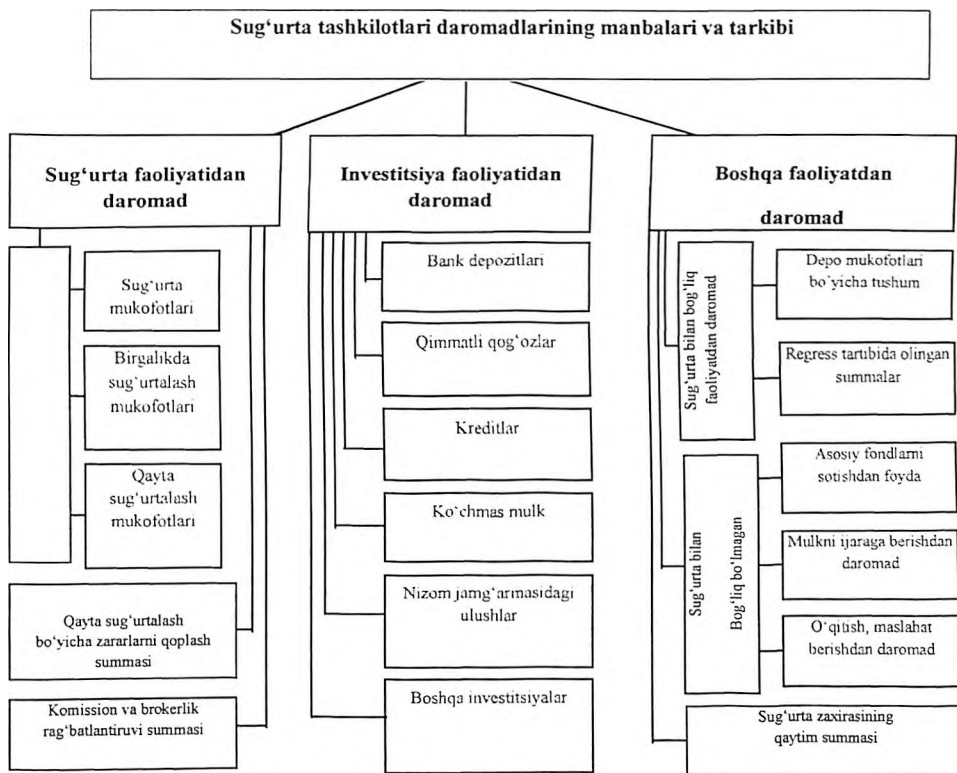 Sug‘urta tashkilotlari daromadlarining manbalari va tarkibi
Sug‘urta faoliyatidan
daromad
Sug‘urta
mukofotlari
Birgalikda
sug‘urtalash
mukofotlari
Qayta
sug‘urtalash
mukofotlari
Qayta sug‘urtalash
bo‘yicha zararlarni qoplash
summasi
Komission va brokerlik
rag‘batlantiruvi summasi
Investitsiya faoliyatidan
daromad
Bank depozitlari
Qimmatli qog‘ozlar
Kreditlar
Ko‘chmas mulk
Nizom jamg‘armasidagi
ulushlar
Boshqa investitsiyalar
Boshqa faoliyatdan
daromad
Sug‘urta bilan bog‘liq
faoliyatdan daromad
Depo mukofotlari
bo‘yicha tushum
Regress tartibida olingan
summalar
Sug‘urta bilan
Bog‘liq bo‘lmagan
Asosiy fondlarni
sotishdan foyda
Mulkni ijaraga berishdan
daromad
O‘qitish, maslahat
berishdan daromad
Sug‘urta zaxirasining
qaytim summasi